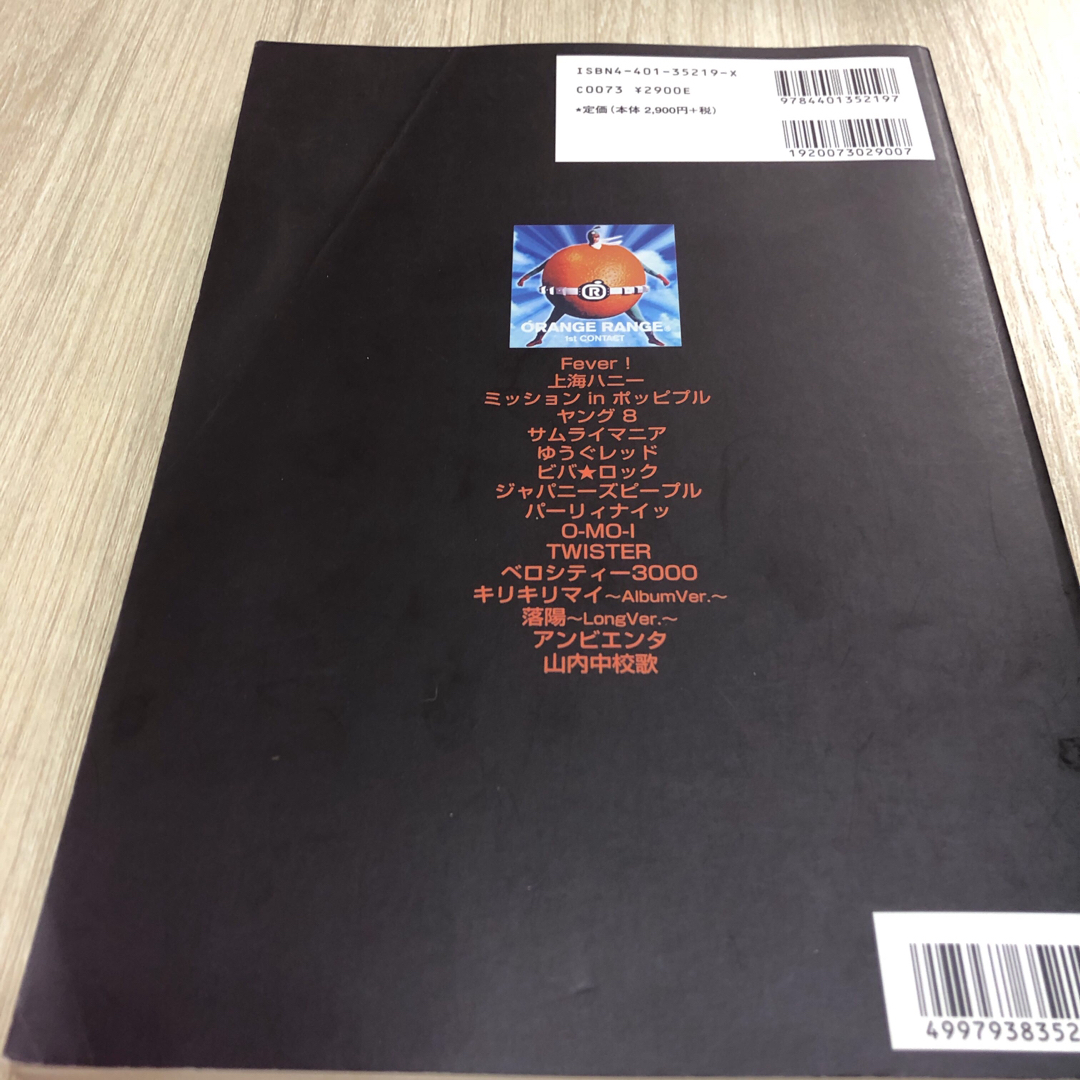 ISBN4-401-35219-X
C0073 ¥2900E
*定価(本体 2,900円+税)
9784401352197
1920073029007
R
ORANGE RANGE
1st CONTACT
Fever !
上海ハニー
ミッション in ポッピプル
ヤング 8
サムライマニア
ゆうぐレッド
ビバ★ロック
ジャパニーズピープル
パーリィナイッ
O-MO-I
TWISTER
ベロシティー3000
キリキリマイ〜AlbumVer.〜
落陽〜LongVer.〜
アンビエンタ
山内中校歌
4997938352